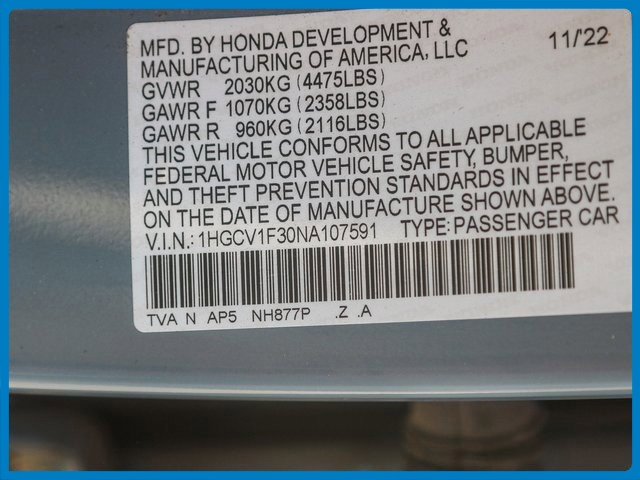 MFD. BY HONDA DEVELOPMENT & 11/'22
MANUFACTURING OF AMERICA, LLC
GVWR 2030KG (4475LBS)
GAWR F 1070KG (2358LBS)
GAWR R 960KG (2116LBS)
THIS VEHICLE CONFORMS TO ALL APPLICABLE
FEDERAL MOTOR VEHICLE SAFETY, BUMPER,
AND THEFT PREVENTION STANDARDS IN EFFECT
ON THE DATE OF MANUFACTURE SHOWN ABOVE.
V.I.N.: 1HGCV1F30NA107591 TYPE: PASSENGER CAR
TVA N AP5 NH877P .Z .A